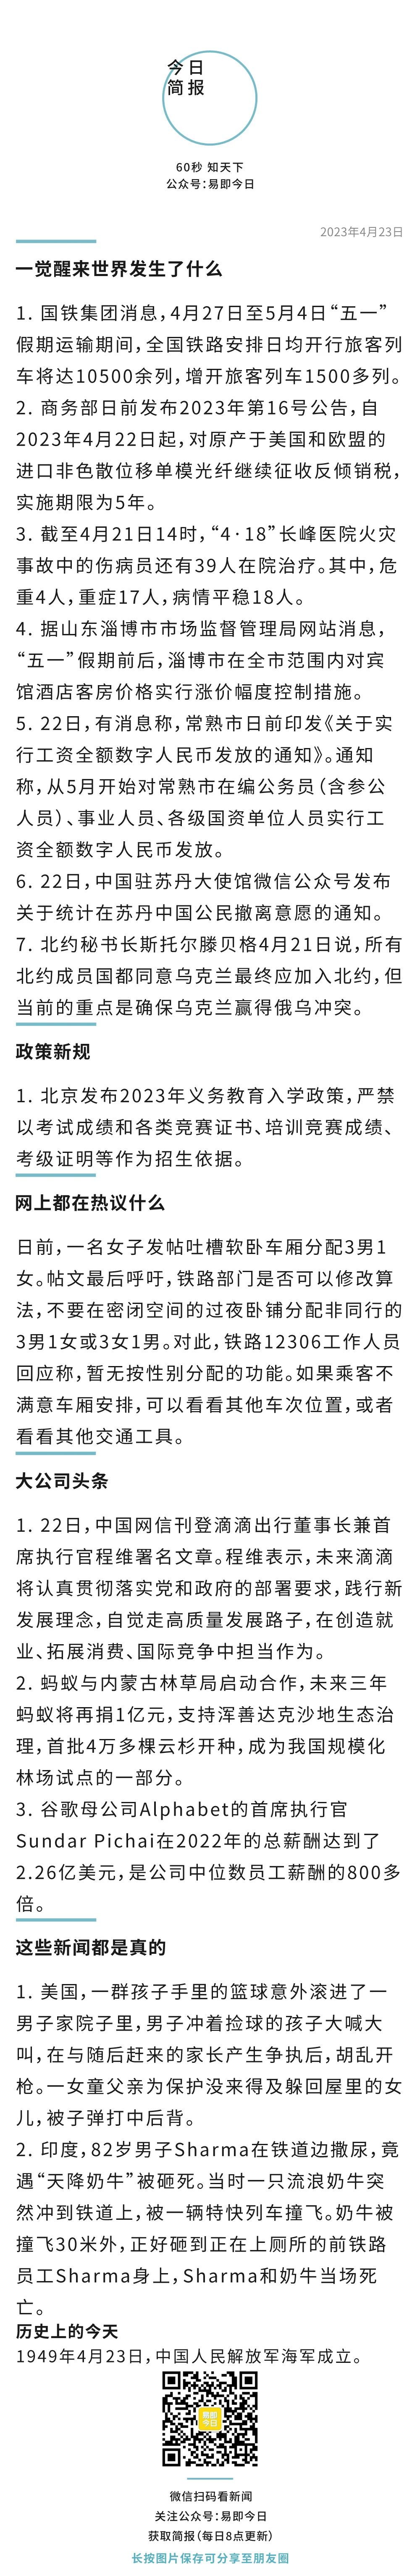 今日
简报
60秒 知天下
公众号：易即今日
2023年4月23日
一觉醒来世界发生了什么
1. 国铁集团消息，4月27日至5月4日“五一”
假期运输期间，全国铁路安排日均开行旅客列
车将达10500余列，增开旅客列车1500多列。
2. 商务部日前发布2023年第16号公告，自
2023年4月22日起，对原产于美国和欧盟的
进口非色散位移单模光纤继续征收反倾销税，
实施期限为5年。
3. 截至4月21日14时，“4·18”长峰医院火灾
事故中的伤病员还有39人在院治疗。其中，危
重4人，重症17人，病情平稳18人。
4. 据山东淄博市市场监督管理局网站消息，
“五一”假期前后，淄博市在全市范围内对宾
馆酒店客房价格实行涨价幅度控制措施。
5. 22日，有消息称，常熟市日前印发《关于实
行工资全额数字人民币发放的通知》。通知
称，从5月开始对常熟市在编公务员（含参公
人员）、事业人员、各级国资单位人员实行工
资全额数字人民币发放。
6. 22日，中国驻苏丹大使馆微信公众号发布
关于统计在苏丹中国公民撤离意愿的通知。
7. 北约秘书长斯托尔滕贝格4月21日说，所有
北约成员国都同意乌克兰最终应加入北约，但
当前的重点是确保乌克兰赢得俄乌冲突。
政策新规
1. 北京发布2023年义务教育入学政策，严禁
以考试成绩和各类竞赛证书、培训竞赛成绩、
考级证明等作为招生依据。
网上都在热议什么
日前，一名女子发帖吐槽软卧车厢分配3男1
女。帖文最后呼吁，铁路部门是否可以修改算
法，不要在密闭空间的过夜卧铺分配非同行的
3男1女或3女1男。对此，铁路12306工作人员
回应称，暂无按性别分配的功能。如果乘客不
满意车厢安排，可以看看其他车次位置，或者
看看其他交通工具。
大公司头条
1. 22日，中国网信刊登滴滴出行董事长兼首
席执行官程维署名文章。程维表示，未来滴滴
将认真贯彻落实党和政府的部署要求，践行新
发展理念，自觉走高质量发展路子，在创造就
业、拓展消费、国际竞争中担当作为。
2. 蚂蚁与内蒙古林草局启动合作，未来三年
蚂蚁将再捐1亿元，支持浑善达克沙地生态治
理，首批4万多棵云杉开种，成为我国规模化
林场试点的一部分。
3. 谷歌母公司Alphabet的首席执行官
Sundar Pichai在2022年的总薪酬达到了
2.26亿美元，是公司中位数员工薪酬的800多
倍。
这些新闻都是真的
1. 美国，一群孩子手里的篮球意外滚进了一
男子家院子里，男子冲着捡球的孩子大喊大
叫，在与随后赶来的家长产生争执后，胡乱开
枪。一女童父亲为保护没来得及躲回屋里的女
儿，被子弹打中后背。
2. 印度，82岁男子Sharma在铁道边撒尿，竟
遇“天降奶牛”被砸死。当时一只流浪奶牛突
然冲到铁道上，被一辆特快列车撞飞。奶牛被
撞飞30米外，正好砸到正在上厕所的前铁路
员工Sharma身上，Sharma和奶牛当场死
亡。
历史上的今天
1949年4月23日，中国人民解放军海军成立。
易即
今日
微信扫码看新闻
关注公众号：易即今日
获取简报（每日8点更新）
长按图片保存可分享至朋友圈